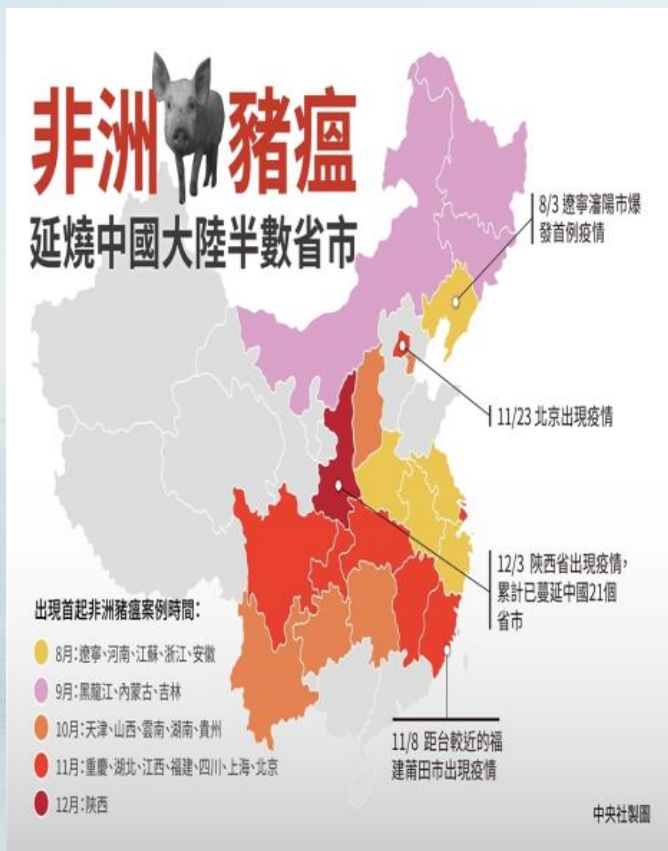 非洲豬瘟
延燒中國大陸半數省市
8/3 遼寧瀋陽市爆
發首例疫情
11/23 北京出現疫情
12/3 陝西省出現疫情,
累計已蔓延中國21個
省市
11/8 距台較近的福
建莆田市出現疫情
出現首起非洲豬瘟案例時間:
8月:遼寧、河南、江蘇、浙江、安徽
9月:黑龍江、內蒙古、吉林
10月:天津、山西、雲南、湖南、貴州
11月:重慶、湖北、江西、福建、四川、上海、北京
12月:陝西
中央社製圖